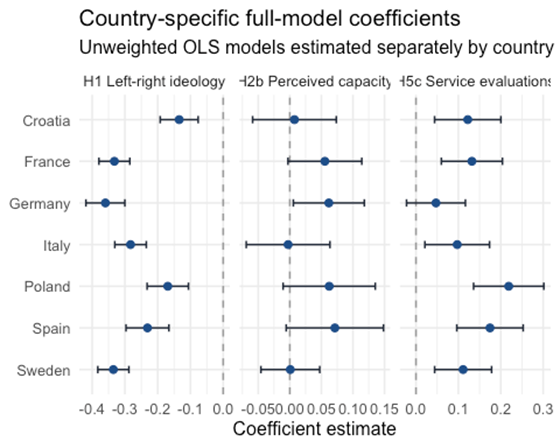 Country-specific full-model coefficients
Unweighted OLS models estimated separately by country
H1 Left-right ideology H2b Perceived capacity H5c Service evaluations
Croatia
France
Germany
Italy
Poland
Spain
Sweden
-0.4 -0.3 -0.2 -0.1 0.0 -0.05 0.00 0.05 0.10 0.15 0.0 0.1 0.2 0.3
Coefficient estimate